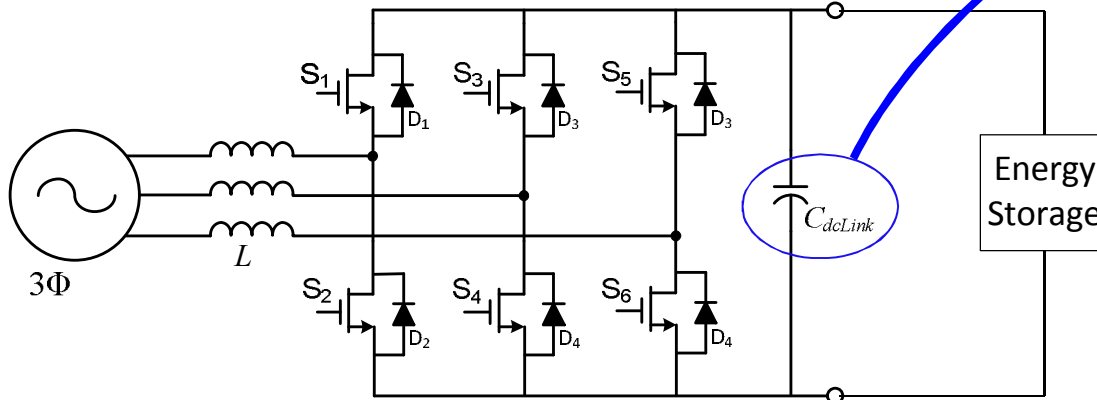 S1
D1
S3
D3
S5
D3
Energy
Storage
CdcLink
L
3Φ
S2
D2
S4
D4
S6
D4